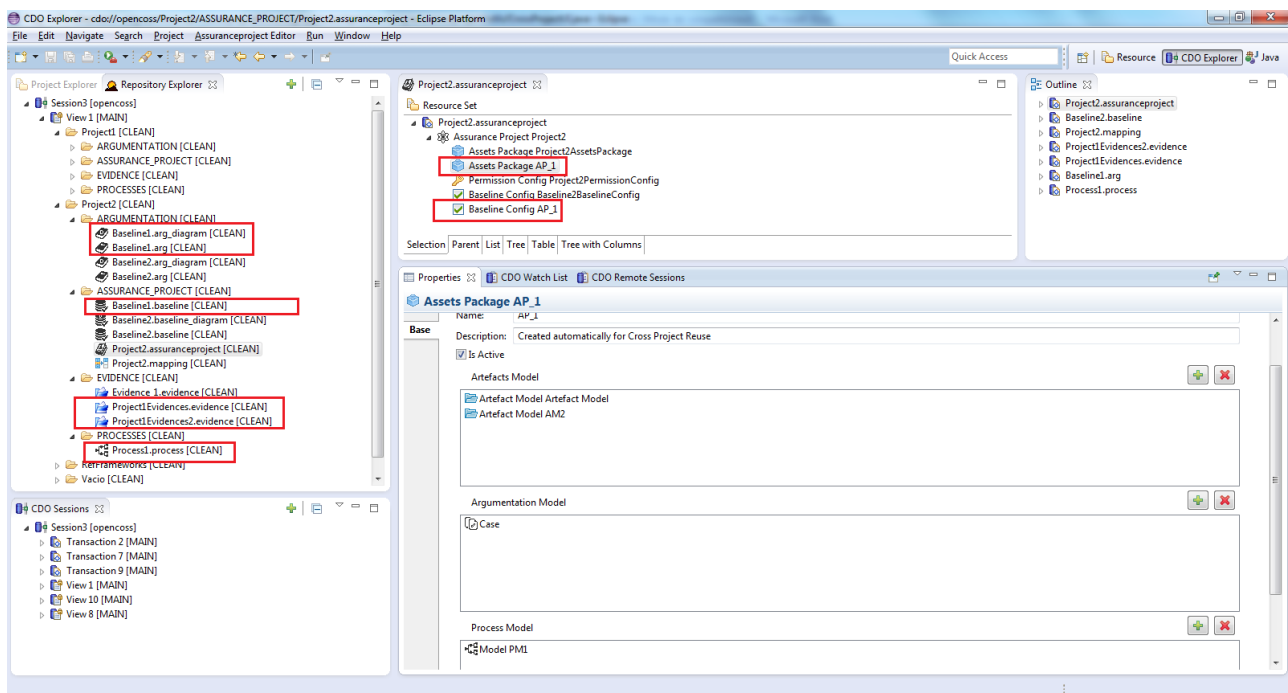 CDO Explorer - cdo://opencoss/Project2/ASSURANCE_PROJECT/Project2.assuranceproject - Eclipse Platform
File Edit Navigate Search Project Assuranceproject Editor Run Window Help
Quick Access
Resource CDO Explorer Java
Project Explorer Repository Explorer
Session3 [opencoss]
View 1 [MAIN]
Project1 [CLEAN]
ARGUMENTATION [CLEAN]
ASSURANCE_PROJECT [CLEAN]
EVIDENCE [CLEAN]
PROCESSES [CLEAN]
Project2 [CLEAN]
ARGUMENTATION [CLEAN]
Baseline1.arg_diagram [CLEAN]
Baseline1.arg [CLEAN]
Baseline2.arg_diagram [CLEAN]
Baseline2.arg [CLEAN]
ASSURANCE_PROJECT [CLEAN]
Baseline1.baseline [CLEAN]
Baseline2.baseline_diagram [CLEAN]
Baseline2.baseline [CLEAN]
Project2.assuranceproject [CLEAN]
Project2.mapping [CLEAN]
EVIDENCE [CLEAN]
Evidence 1.evidence [CLEAN]
Project1Evidences.evidence [CLEAN]
Project1Evidences2.evidence [CLEAN]
PROCESSES [CLEAN]
Process1.process [CLEAN]
RefFrameworks [CLEAN]
Vacio [CLEAN]
CDO Sessions
Session3 [opencoss]
Transaction 2 [MAIN]
Transaction 7 [MAIN]
Transaction 9 [MAIN]
View 1 [MAIN]
View 10 [MAIN]
View 8 [MAIN]
Project2.assuranceproject
Resource Set
Project2.assuranceproject
Assurance Project Project2
Assets Package Project2AssetsPackage
Assets Package AP_1
Permission Config Project2PermissionConfig
Baseline Config Baseline2BaselineConfig
Baseline Config AP_1
Selection Parent List Tree Table Tree with Columns
Outline
Project2.assuranceproject
Baseline2.baseline
Project2.mapping
Project1Evidences2.evidence
Project1Evidences.evidence
Baseline1.arg
Process1.process
Properties CDO Watch List CDO Remote Sessions
Assets Package AP_1
Base
Name: AP_1
Description: Created automatically for Cross Project Reuse
Is Active
Artefacts Model
Artefact Model Artefact Model
Artefact Model AM2
Argumentation Model
Case
Process Model
Model PM1